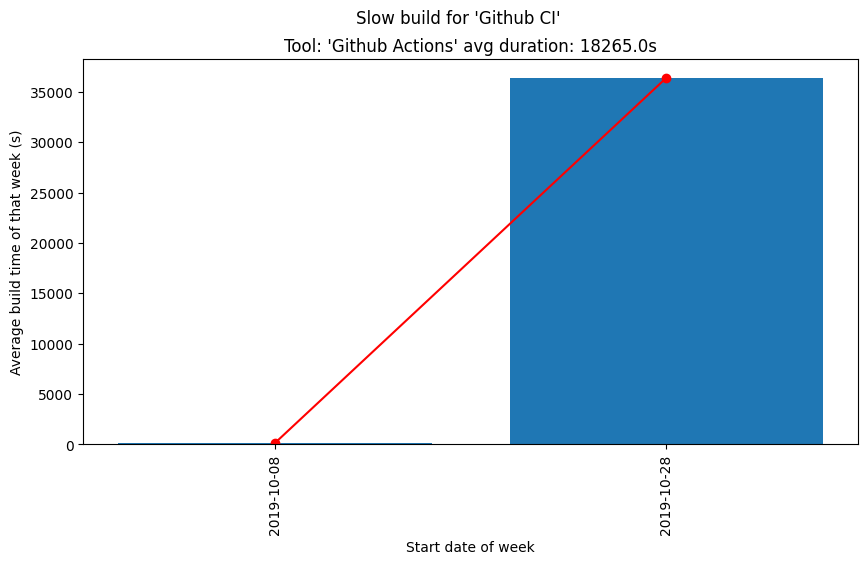 Slow build for 'Github CI'
Tool: 'Github Actions' avg duration: 18265.0s
Average build time of that week (s)
35000
30000
25000
20000
15000
10000
5000
0
2019-10-08
2019-10-28
Start date of week